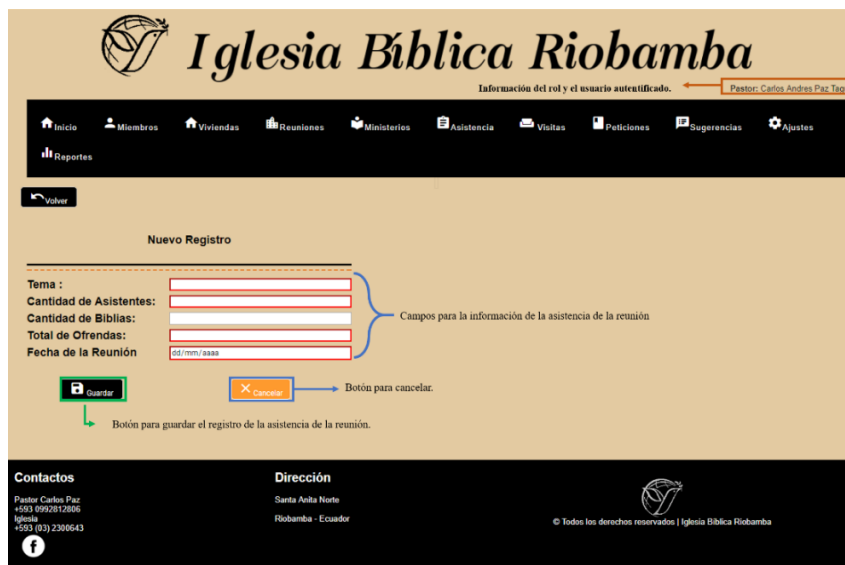 Iglesia Bíblica Riobamba
Información del rol y el usuario autentificado.
Pastor: Carlos Andres Paz Tag
Inicio
Miembros
Viviendas
Reuniones
Ministerios
Asistencia
Visitas
Peticiones
Sugerencias
Ajustes
Reportes
Volver
Nuevo Registro
Tema :
Cantidad de Asistentes:
Cantidad de Biblias:
Campos para la información de la asistencia de la reunión
Total de Ofrendas:
Fecha de la Reunión dd/mm/aaaa
Guardar
Cancelar
Botón para cancelar.
Botón para guardar el registro de la asistencia de la reunión.
Contactos
Pastor Carlos Paz
+593 0992812806
Iglesia
+593 (03) 2300643
Dirección
Santa Anita Norte
Riobamba - Ecuador
© Todos los derechos reservados | Iglesia Bíblica Riobamba